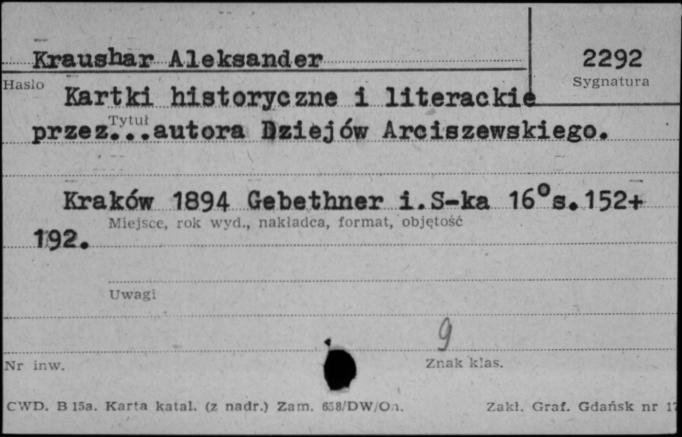 Kraushar Aleksander
2292
Hasło
Sygnatura
Kartki historyczne i literackie
Tytuł
przez...autora Dziejów Arciszewskiego.
Kraków 1894 Gebethner i.S-ka 16°s.152+
Miejsce, rok wyd., nakładca, format, objętość
192.
Uwagi
9
Nr inw.
Znak klas.
CWD. B 15a. Karta katal. (z nadr.) Zam. 658/DW/
Zakł. Graf. Gdańsk nr